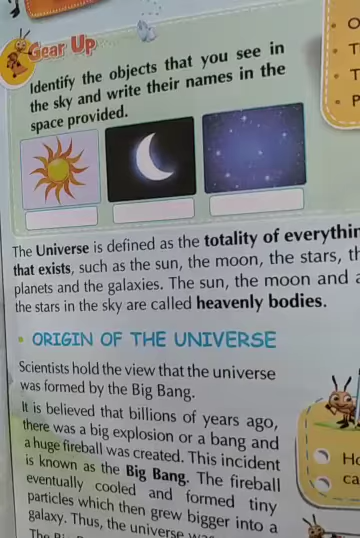 Gear Up
Identify the objects that you see in
the sky and write their names in the
space provided.
The Universe is defined as the totality of everythin
that exists, such as the sun, the moon, the stars, th
planets and the galaxies. The sun, the moon and a
the stars in the sky are called heavenly bodies.
• ORIGIN OF THE UNIVERSE
Scientists hold the view that the universe
was formed by the Big Bang.
It is believed that billions of years ago,
there was a big explosion or a bang and
a huge fireball was created. This incident
is known as the Big Bang. The fireball
eventually cooled and formed tiny
particles which then grew bigger into a
galaxy. Thus, the universe was
The
• O
• T
• T
• P
Ho
ca